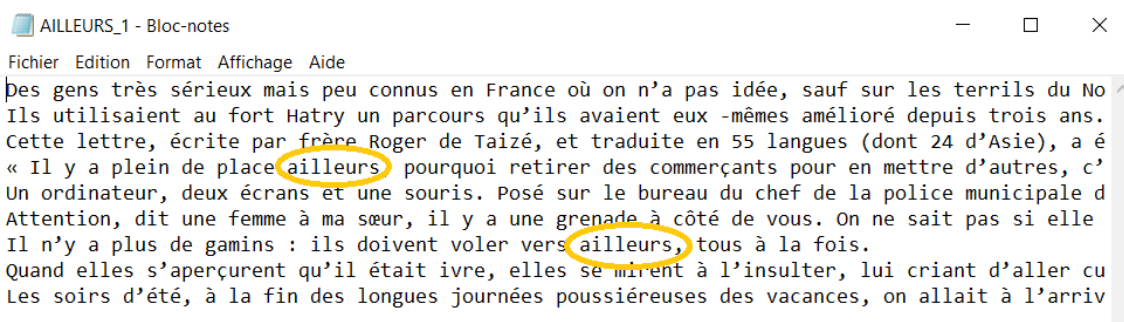 AILLEURS_1 - Bloc-notes
Fichier Edition Format Affichage Aide
Des gens très sérieux mais peu connus en France où on n’a pas idée, sauf sur les terrils du No
Ils utilisaient au fort Hatry un parcours qu’ils avaient eux -mêmes amélioré depuis trois ans.
Cette lettre, écrite par frère Roger de Taizé, et traduite en 55 langues (dont 24 d’Asie), a é
« Il y a plein de place ailleurs, pourquoi retirer des commerçants pour en mettre d’autres, c’
Un ordinateur, deux écrans et une souris. Posé sur le bureau du chef de la police municipale d
Attention, dit une femme à ma sœur, il y a une grenade à côté de vous. On ne sait pas si elle
Il n’y a plus de gamins : ils doivent voler vers ailleurs, tous à la fois.
Quand elles s’aperçurent qu’il était ivre, elles se mirent à l’insulter, lui criant d’aller cu
Les soirs d’été, à la fin des longues journées poussiéreuses des vacances, on allait à l’arriv